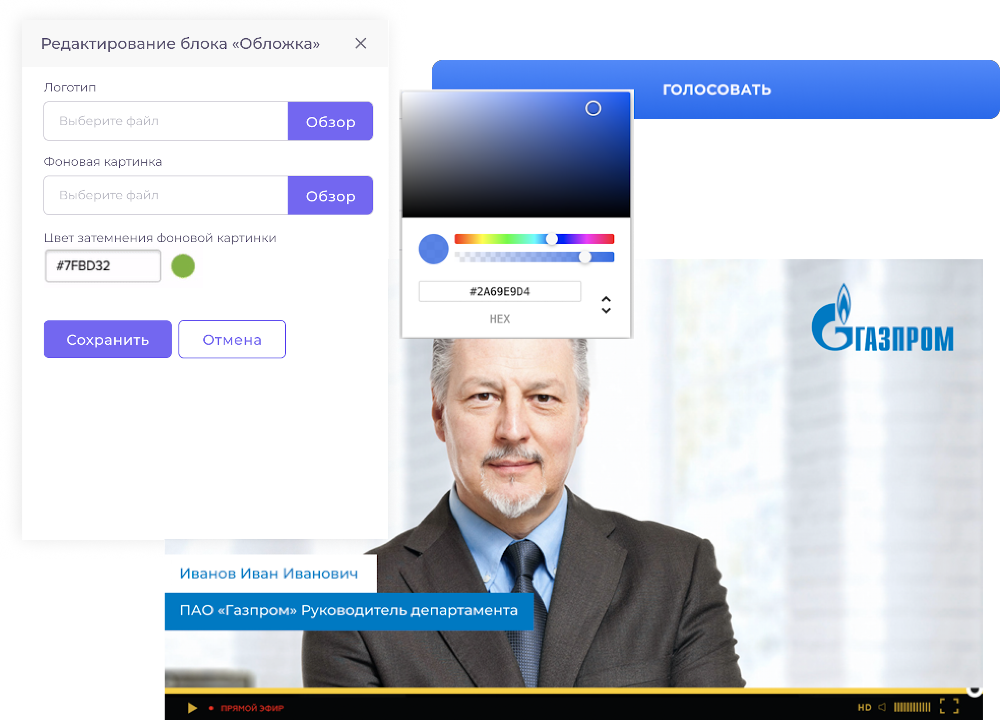 Редактирование блока «Обложка»
Логотип
Выберите файл
Обзор
Фоновая картинка
Выберите файл
Обзор
Цвет затемнения фоновой картинки
#7FBD32
Сохранить
Отмена
ГОЛОСОВАТЬ
#2A69E9D4
HEX
ГАЗПРОМ
Иванов Иван Иванович
ПАО «Газпром» Руководитель департамента
ПРЯМОЙ ЭФИР
HD